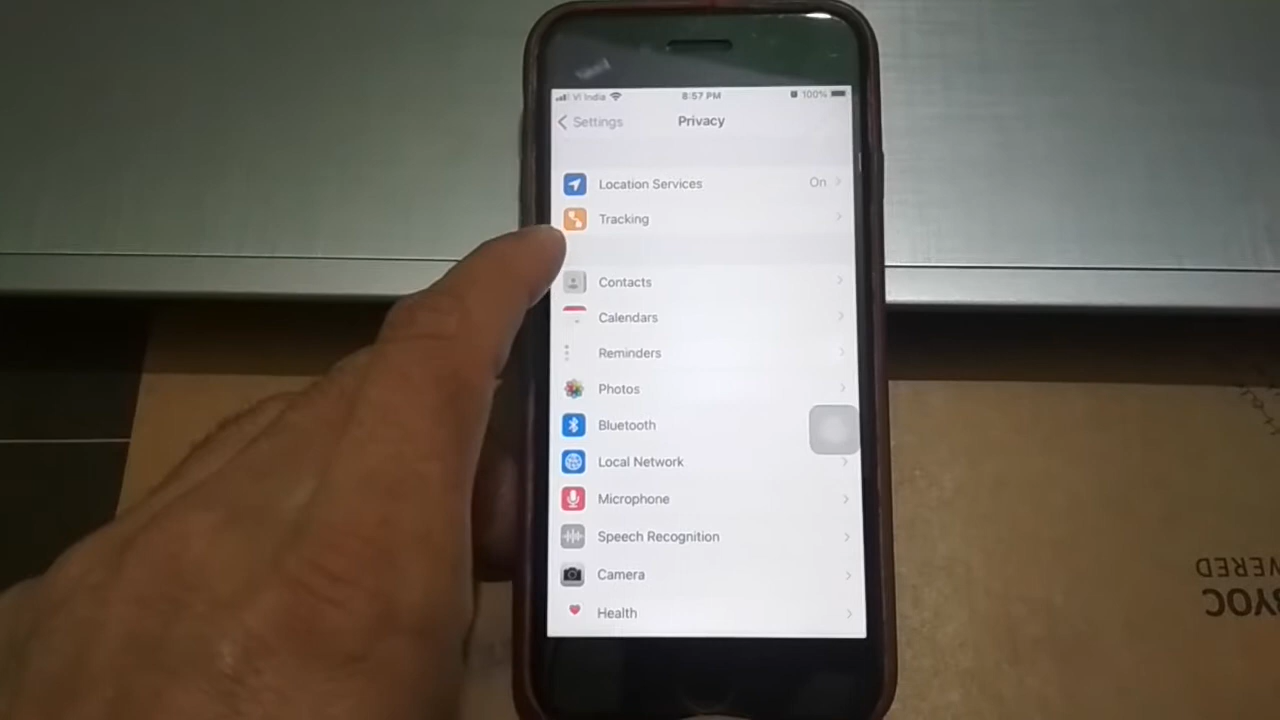 Vi India 8:57 PM 100%
Settings Privacy
Location Services On
Tracking
Contacts
Calendars
Reminders
Photos
Bluetooth
Local Network
Microphone
Speech Recognition
Camera
Health